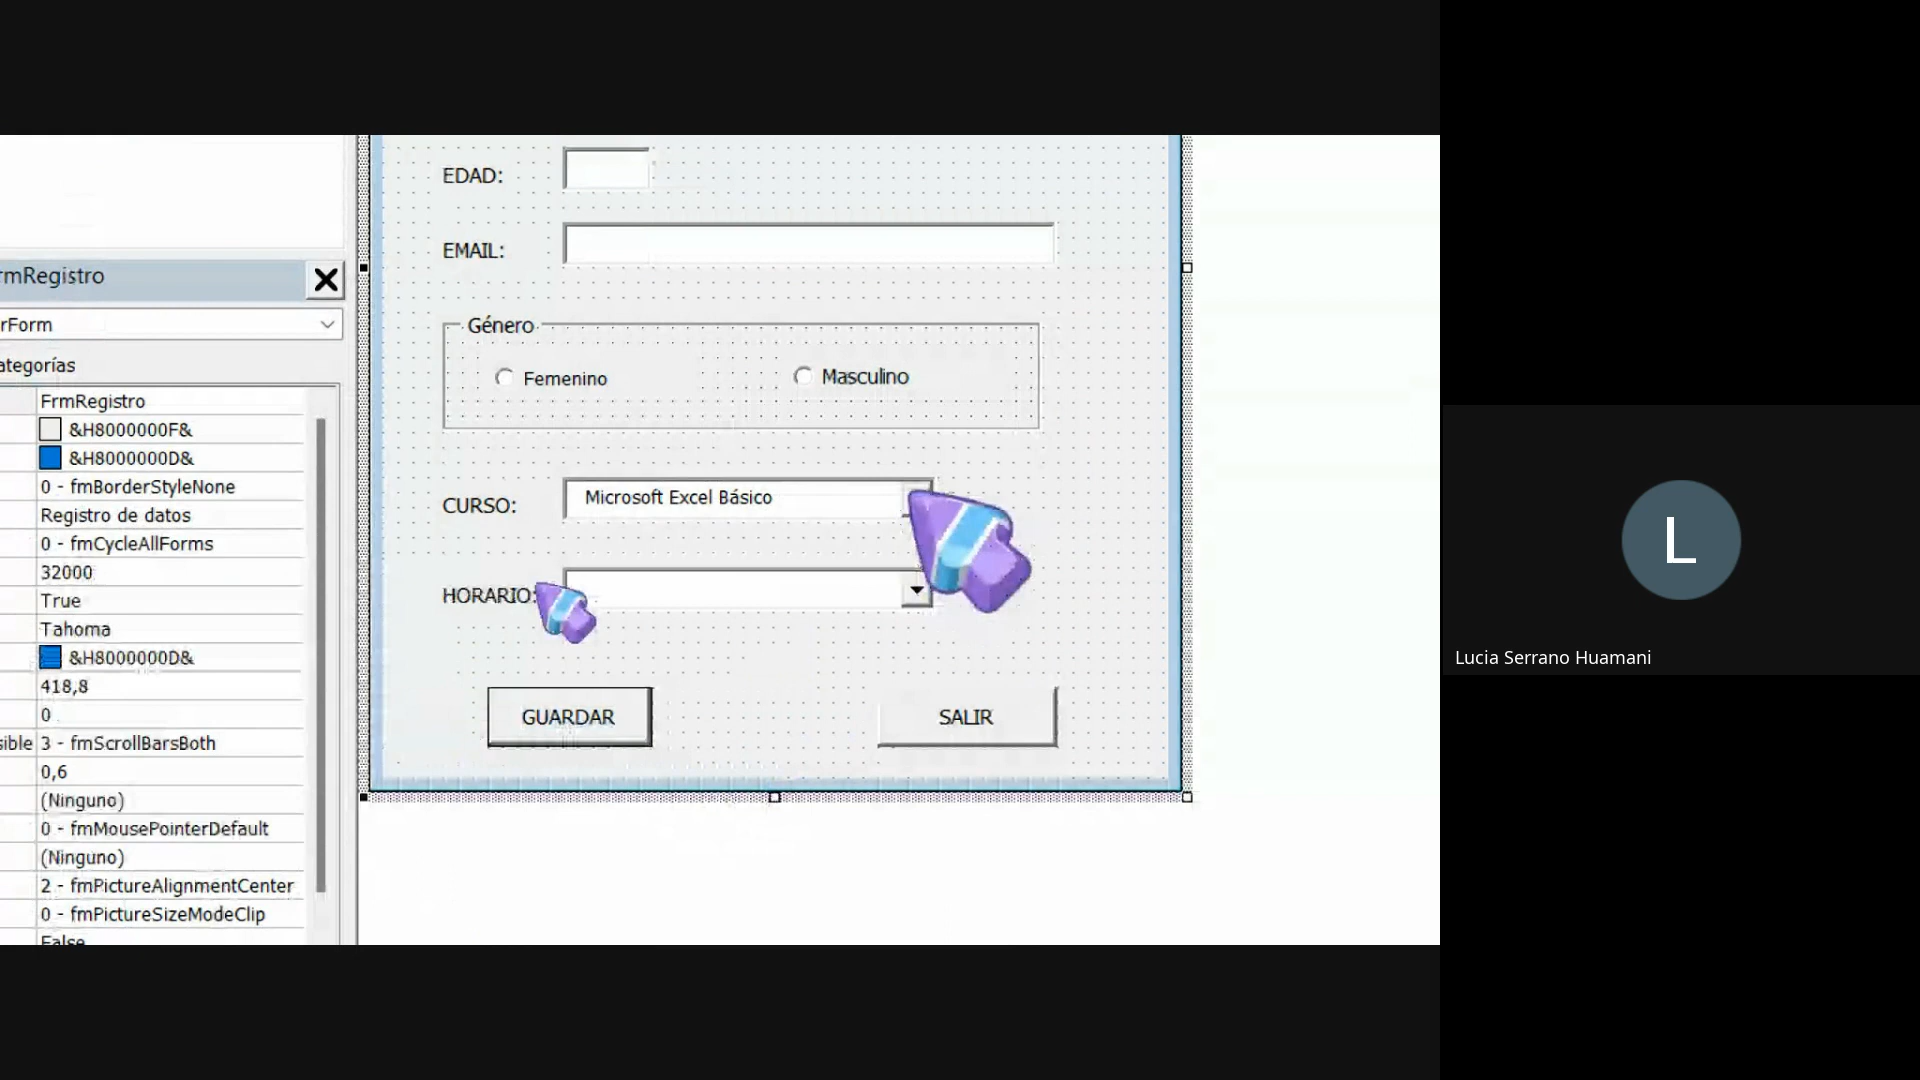 EDAD:
EMAIL:
rmRegistro
rForm
ategorías
FrmRegistro
&H8000000F&
&H8000000D&
0 - fmBorderStyleNone
Registro de datos
0 - fmCycleAllForms
32000
True
Tahoma
&H8000000D&
418,8
0
sible 3 - fmScrollBarsBoth
0,6
(Ninguno)
0 - fmMousePointerDefault
(Ninguno)
2 - fmPictureAlignmentCenter
0 - fmPictureSizeModeClip
False
Género
Femenino
Masculino
CURSO: Microsoft Excel Básico
HORARIO:
GUARDAR
SALIR
L
Lucia Serrano Huamani